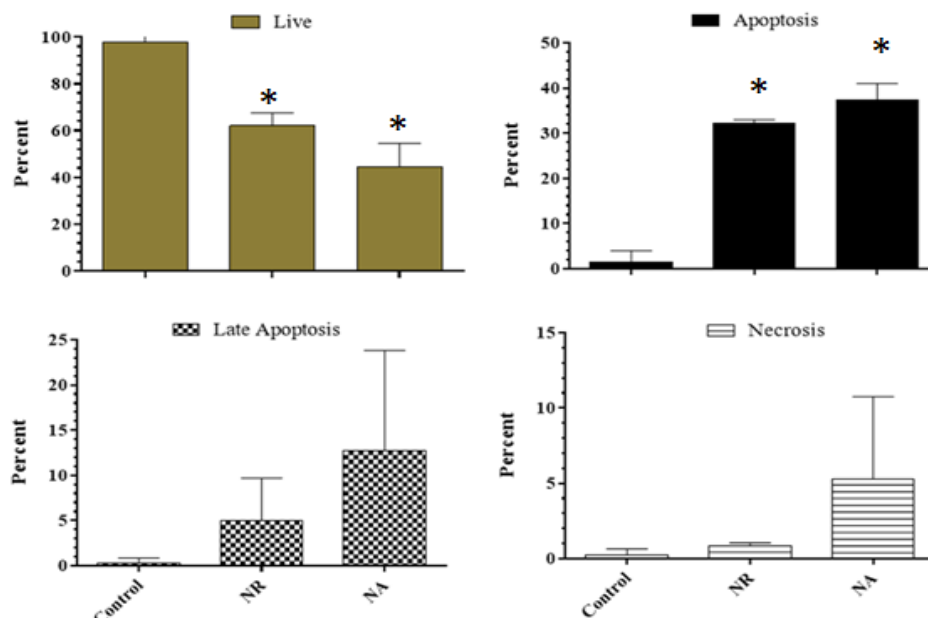 Live
Percent
100
80
60
40
20
0
*
*
Apoptosis
Percent
50
40
30
20
10
0
*
*
Late Apoptosis
Percent
25
20
15
10
5
0
Control
NR
NA
Necrosis
Percent
15
10
5
0
Control
NR
NA